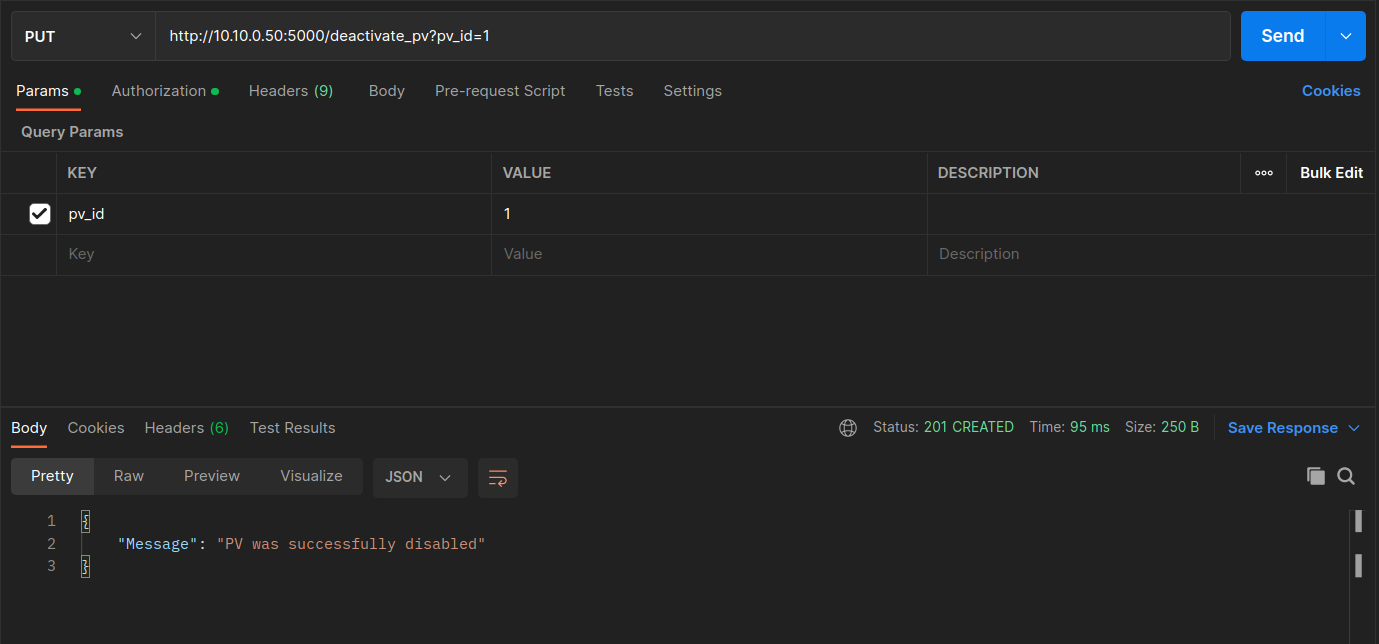 PUT http://10.10.0.50:5000/deactivate_pv?pv_id=1 Send
Params Authorization Headers (9) Body Pre-request Script Tests Settings Cookies
Query Params
KEY VALUE DESCRIPTION ooo Bulk Edit
pv_id 1
Key Value Description
Body Cookies Headers (6) Test Results Status: 201 CREATED Time: 95 ms Size: 250 B Save Response
Pretty Raw Preview Visualize JSON
1 {
2 "Message": "PV was successfully disabled"
3 }